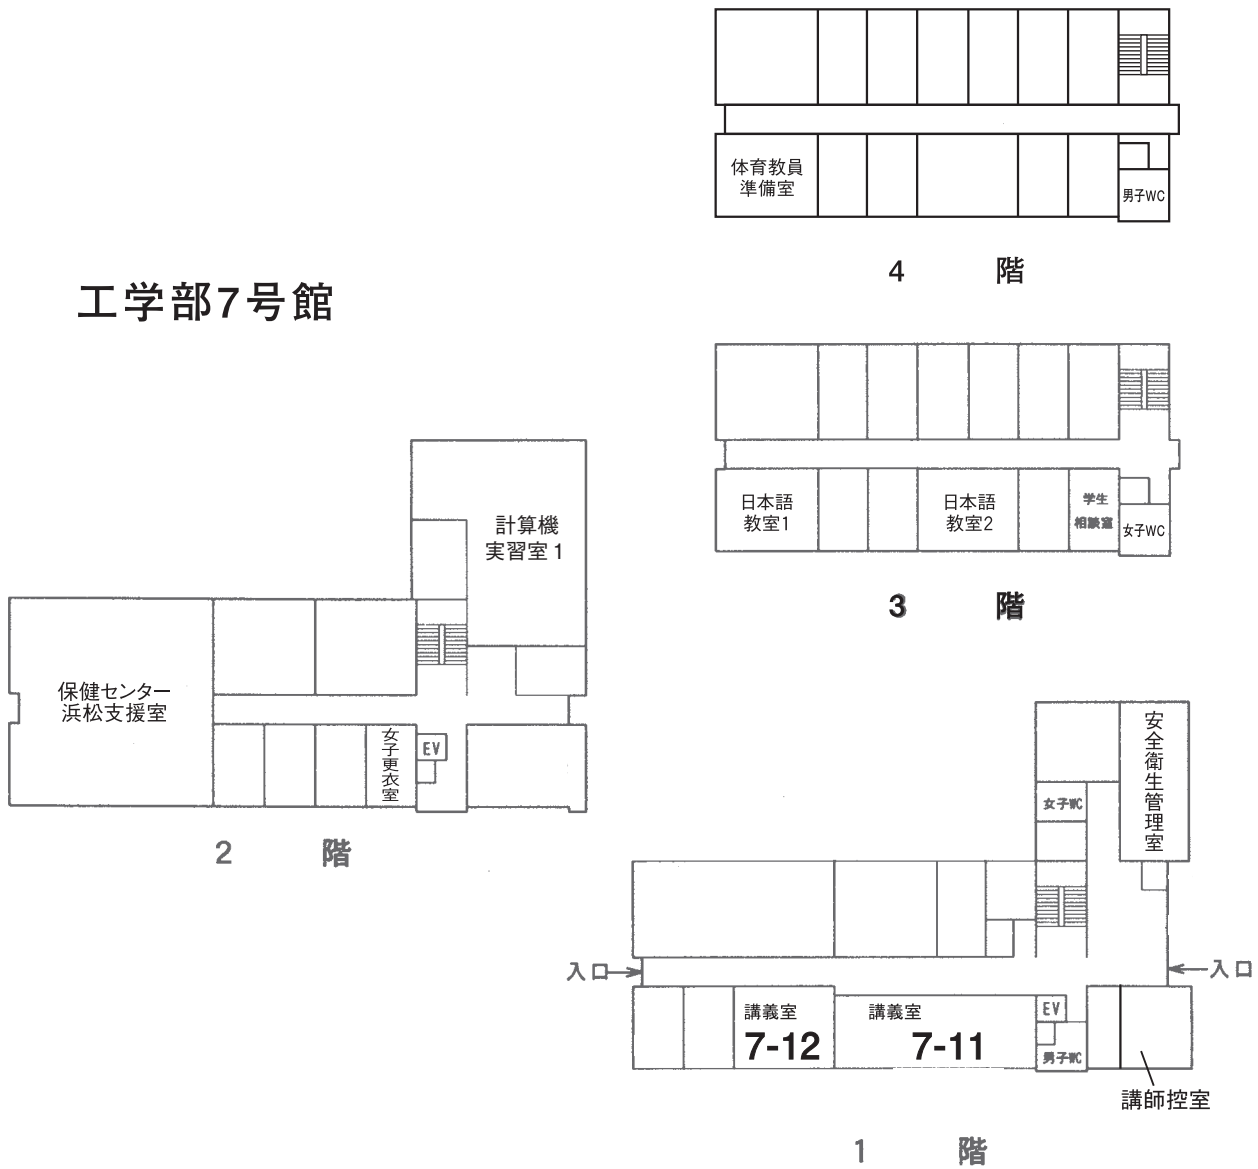 体育教員
準備室
男子WC
4 階
工学部7号館
日本語
教室1
日本語
教室2
学生
相談室
女子WC
3 階
計算機
実習室1
保健センター
浜松支援室
女子更衣室
EV
2 階
安全衛生管理室
女子WC
入口
入口
講義室
7-12
講義室
7-11
EV
男子WC
講師控室
1 階